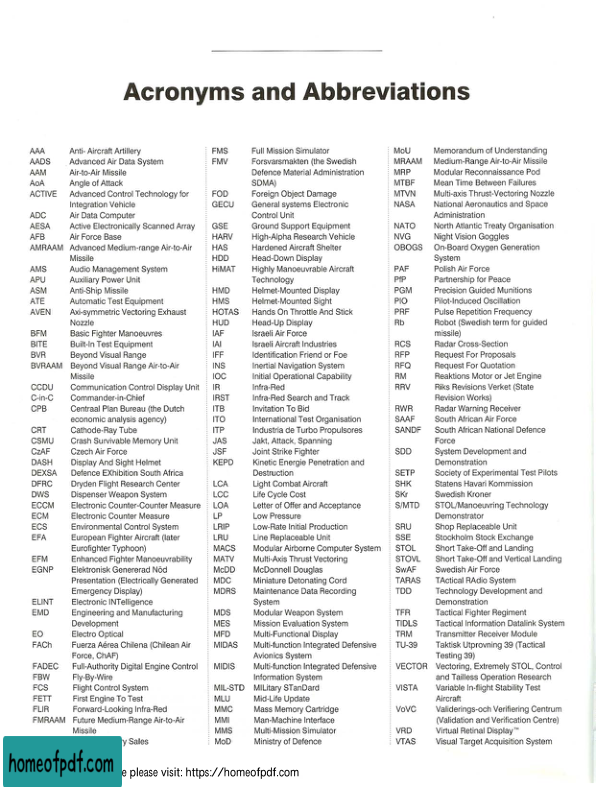 Acronyms and Abbreviations
AAA Anti- Aircraft Artillery
AADS Advanced Air Data System
AAM Air-to-Air Missile
AoA Angle of Attack
ACTIVE Advanced Control Technology for
Integration Vehicle
ADC Air Data Computer
AESA Active Electronically Scanned Array
AFB Air Force Base
AMRAAM Advanced Medium-range Air-to-Air
Missile
AMS Audio Management System
APU Auxiliary Power Unit
ASM Anti-Ship Missile
ATE Automatic Test Equipment
AVEN Axi-symmetric Vectoring Exhaust
Nozzle
BFM Basic Fighter Manoeuvres
BITE Built-In Test Equipment
BVR Beyond Visual Range
BVRAAM Beyond Visual Range Air-to-Air
Missile
CCDU Communication Control Display Unit
C-in-C Commander-in-Chief
CPB Centraal Plan Bureau (the Dutch
economic analysis agency)
CRT Cathode-Ray Tube
CSMU Crash Survivable Memory Unit
CzAF Czech Air Force
DASH Display And Sight Helmet
DEXSA Defence Exhibition South Africa
DFRC Dryden Flight Research Center
DWS Dispenser Weapon System
ECCM Electronic Counter-Counter Measure
ECM Electronic Counter Measure
ECS Environmental Control System
EFA European Fighter Aircraft (later
Eurofighter Typhoon)
EFM Enhanced Fighter Manoeuvrability
EGNP Elektronisk Genererad Nöd
Presentation (Electrically Generated
Emergency Display)
ELINT Electronic INTelligence
EMD Engineering and Manufacturing
Development
EO Electro Optical
FACh Fuerza Aérea Chilena (Chilean Air
Force, ChAF)
FADEC Full-Authority Digital Engine Control
FBW Fly-By-Wire
FCS Flight Control System
FETT First Engine To Test
FLIR Forward-Looking Infra-Red
FMRAAM Future Medium-Range Air-to-Air
Missile
Sales
FMS Full Mission Simulator
FMV Forsvarsmakten (the Swedish
Defence Material Administration
SDMA)
FOD Foreign Object Damage
GECU General systems Electronic
Control Unit
GSE Ground Support Equipment
HARV High-Alpha Research Vehicle
HAS Hardened Aircraft Shelter
HDD Head-Down Display
HiMAT Highly Manoeuvrable Aircraft
Technology
HMD Helmet-Mounted Display
HMS Helmet-Mounted Sight
HOTAS Hands On Throttle And Stick
HUD Head-Up Display
IAF Israeli Air Force
IAI Israeli Aircraft Industries
IFF Identification Friend or Foe
INS Inertial Navigation System
IOC Initial Operational Capability
IR Infra-Red
IRST Infra-Red Search and Track
ITB Invitation To Bid
ITO International Test Organisation
ITP Industria de Turbo Propulsores
JAS Jakt, Attack, Spanning
JSF Joint Strike Fighter
KEPD Kinetic Energie Penetration and
Destruction
LCA Light Combat Aircraft
LCC Life Cycle Cost
LOA Letter of Offer and Acceptance
LP Low Pressure
LRIP Low-Rate Initial Production
LRU Line Replaceable Unit
MACS Modular Airborne Computer System
MATV Multi-Axis Thrust Vectoring
McDD McDonnell Douglas
MDC Miniature Detonating Cord
MDRS Maintenance Data Recording
System
MDS Modular Weapon System
MES Mission Evaluation System
MFD Multi-Functional Display
MIDAS Multi-function Integrated Defensive
Avionics System
MIDIS Multi-function Integrated Defensive
Information System
MIL-STD MILitary STanDard
MLU Mid-Life Update
MMC Mass Memory Cartridge
MMI Man-Machine Interface
MMS Multi-Mission Simulator
MoD Ministry of Defence
MoU Memorandum of Understanding
MRAAM Medium-Range Air-to-Air Missile
MRP Modular Reconnaissance Pod
MTBF Mean Time Between Failures
MTVN Multi-axis Thrust-Vectoring Nozzle
NASA National Aeronautics and Space
Administration
NATO North Atlantic Treaty Organisation
NVG Night Vision Goggles
OBOGS On-Board Oxygen Generation
System
PAF Polish Air Force
PfP Partnership for Peace
PGM Precision Guided Munitions
PIO Pilot-Induced Oscillation
PRF Pulse Repetition Frequency
Rb Robot (Swedish term for guided
missile)
RCS Radar Cross-Section
RFP Request For Proposals
RFQ Request For Quotation
RM Reaktions Motor or Jet Engine
RRV Riks Revisions Verket (State
Revision Works)
RWR Radar Warning Receiver
SAAF South African Air Force
SANDF South African National Defence
Force
SDD System Development and
Demonstration
SETP Society of Experimental Test Pilots
SHK Statens Havari Kommission
SKr Swedish Kroner
S/MTD STOL/Manoeuvring Technology
Demonstrator
SRU Shop Replaceable Unit
SSE Stockholm Stock Exchange
STOL Short Take-Off and Landing
STOVL Short Take-Off and Vertical Landing
SwAF Swedish Air Force
TARAS TActical RAdio System
TDD Technology Development and
Demonstration
TFR Tactical Fighter Regiment
TIDLS Tactical Information Datalink System
TRM Transmitter Receiver Module
TU-39 Taktisk Utprovning 39 (Tactical
Testing 39)
VECTOR Vectoring, Extremely STOL, Control
and Tailless Operation Research
VISTA Variable In-flight Stability Test
Aircraft
VoVC Validerings-och Verifiering Centrum
(Validation and Verification Centre)
VRD Virtual Retinal Display™
VTAS Visual Target Acquisition System
homeofpdf.com
please visit: https://homeofpdf.com